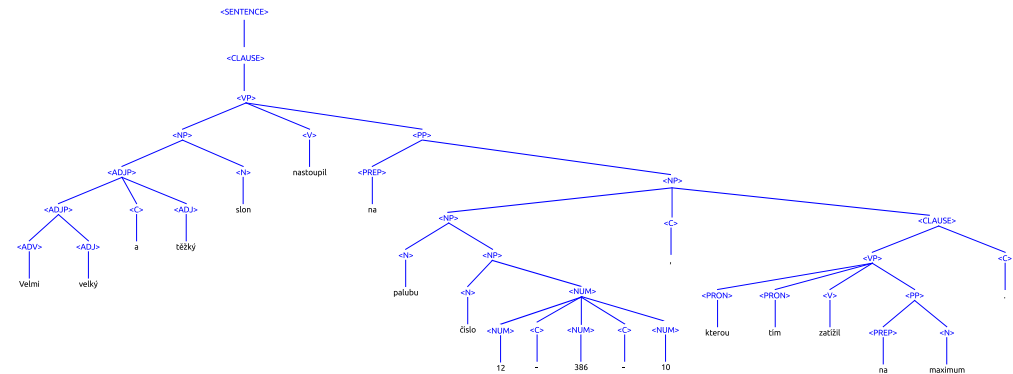 <SENTENCE>
<CLAUSE>
<VP>
<NP> <V> <PP>
<ADJP> <N> nastoupil <PREP> <NP>
<ADJP> <C> <ADJ> slon na <NP> <C> <CLAUSE>
<ADV> <ADJ> a těžký <N> <NP> , <VP> <C>
Velmi velký palubu <N> <NUM> <PRON> <PRON> <V> <PP> .
číslo <NUM> <C> <NUM> <C> <NUM> kterou tím zatížil <PREP> <N>
12 - 386 - 10 na maximum